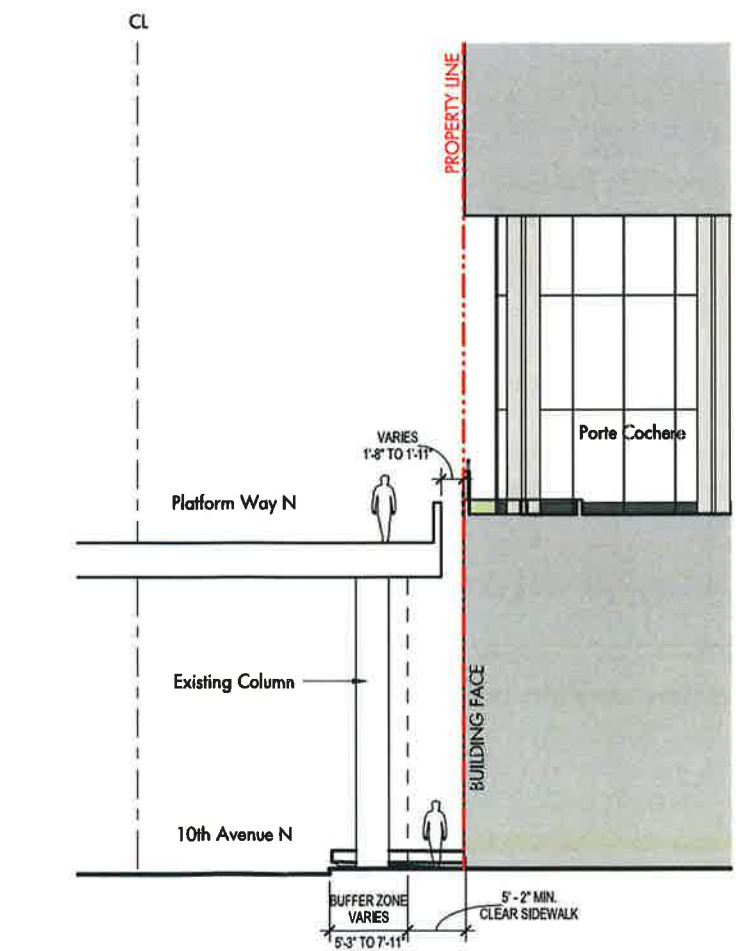 CL
PROPERTY LINE
Porte Cochere
VARIES
1'-8" TO 1'-11"
Platform Way N
Existing Column
BUILDING FACE
10th Avenue N
BUFFER ZONE
VARIES
5'-3" TO 7'-11"
5' - 2" MIN.
CLEAR SIDEWALK